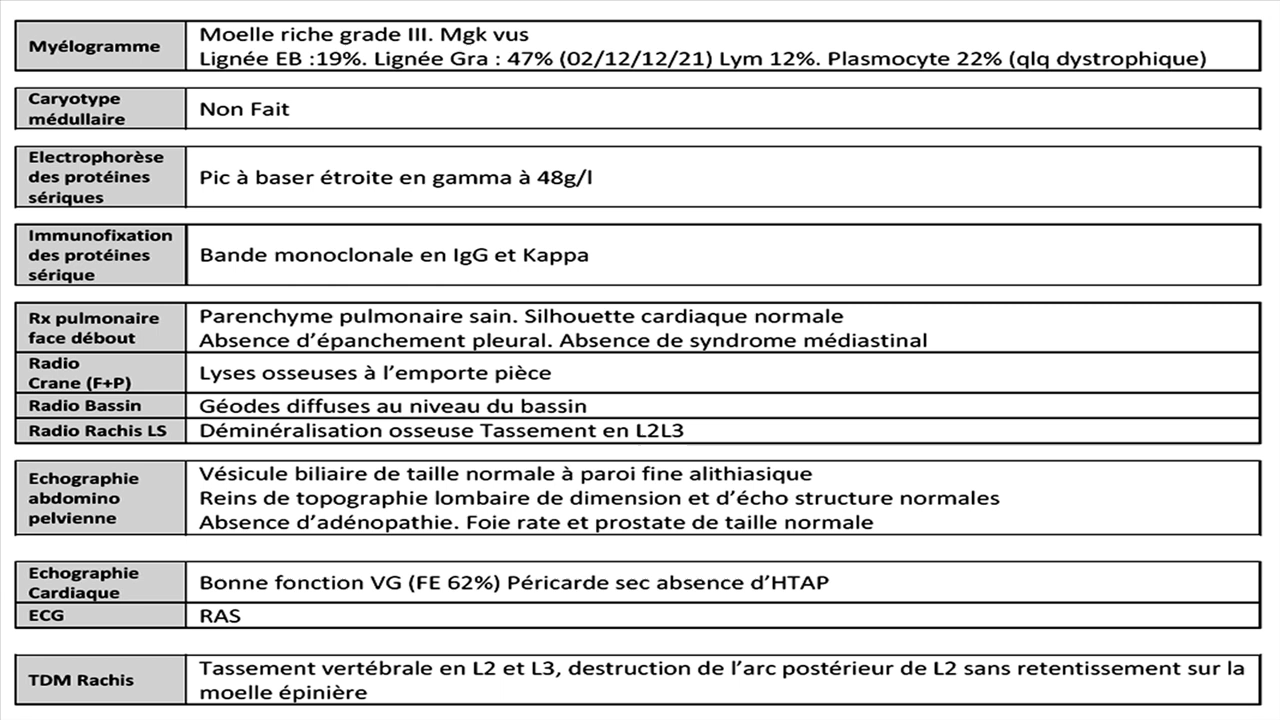 Myélogramme
Moelle riche grade III. Mgk vus
Lignée EB :19%. Lignée Gra : 47% (02/12/12/21) Lym 12%. Plasmocyte 22% (qlq dystrophique)
Caryotype
médullaire
Non Fait
Electrophorèse
des protéines
sériques
Pic à baser étroite en gamma à 48g/l
Immunofixation
des protéines
sérique
Bande monoclonale en IgG et Kappa
Rx pulmonaire
face débout
Parenchyme pulmonaire sain. Silhouette cardiaque normale
Absence d’épanchement pleural. Absence de syndrome médiastinal
Radio
Crane (F+P)
Lyses osseuses à l’emporte pièce
Radio Bassin
Géodes diffuses au niveau du bassin
Radio Rachis LS
Déminéralisation osseuse Tassement en L2L3
Echographie
abdomino
pelvienne
Vésicule biliaire de taille normale à paroi fine alithiasique
Reins de topographie lombaire de dimension et d’écho structure normales
Absence d’adénopathie. Foie rate et prostate de taille normale
Echographie
Cardiaque
Bonne fonction VG (FE 62%) Péricarde sec absence d’HTAP
ECG
RAS
TDM Rachis
Tassement vertébrale en L2 et L3, destruction de l’arc postérieur de L2 sans retentissement sur la
moelle épinière